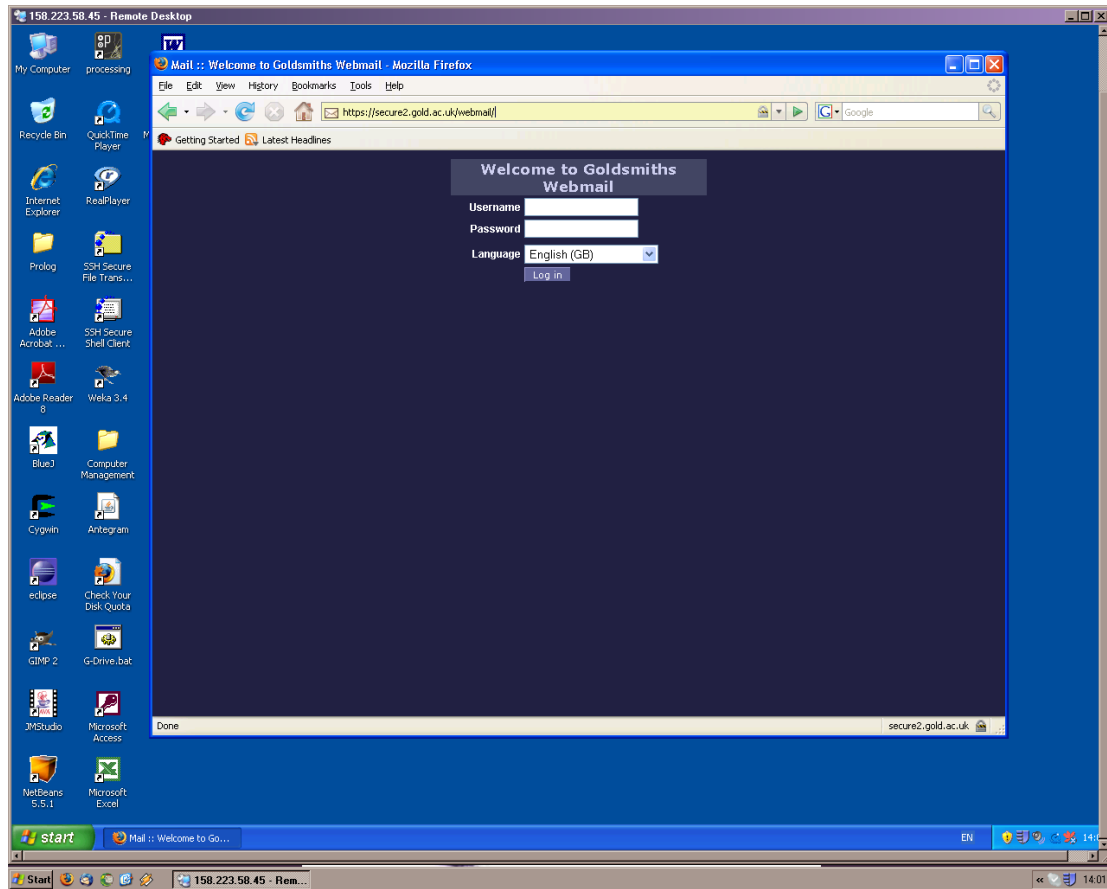 158.223.58.45 - Remote Desktop
My Computer
processing
Mail :: Welcome to Goldsmiths Webmail - Mozilla Firefox
File Edit View History Bookmarks Tools Help
https://secure2.gold.ac.uk/webmail/
G Google
Getting Started Latest Headlines
Recycle Bin
QuickTime Player
M
Welcome to Goldsmiths
Webmail
Username
Password
Language English (GB)
Log in
Internet Explorer
RealPlayer
Prolog
SSH Secure File Trans...
Adobe Acrobat ...
SSH Secure Shell Client
Adobe Reader 8
Weka 3.4
BlueJ
Computer Management
Cygwin
Antegram
eclipse
Check Your Disk Quota
GIMP 2
G-Drive.bat
JMStudio
Microsoft Access
Done
secure2.gold.ac.uk
NetBeans 5.5.1
Microsoft Excel
start
Mail :: Welcome to Go...
EN
Start
158.223.58.45 - Rem...
14:01